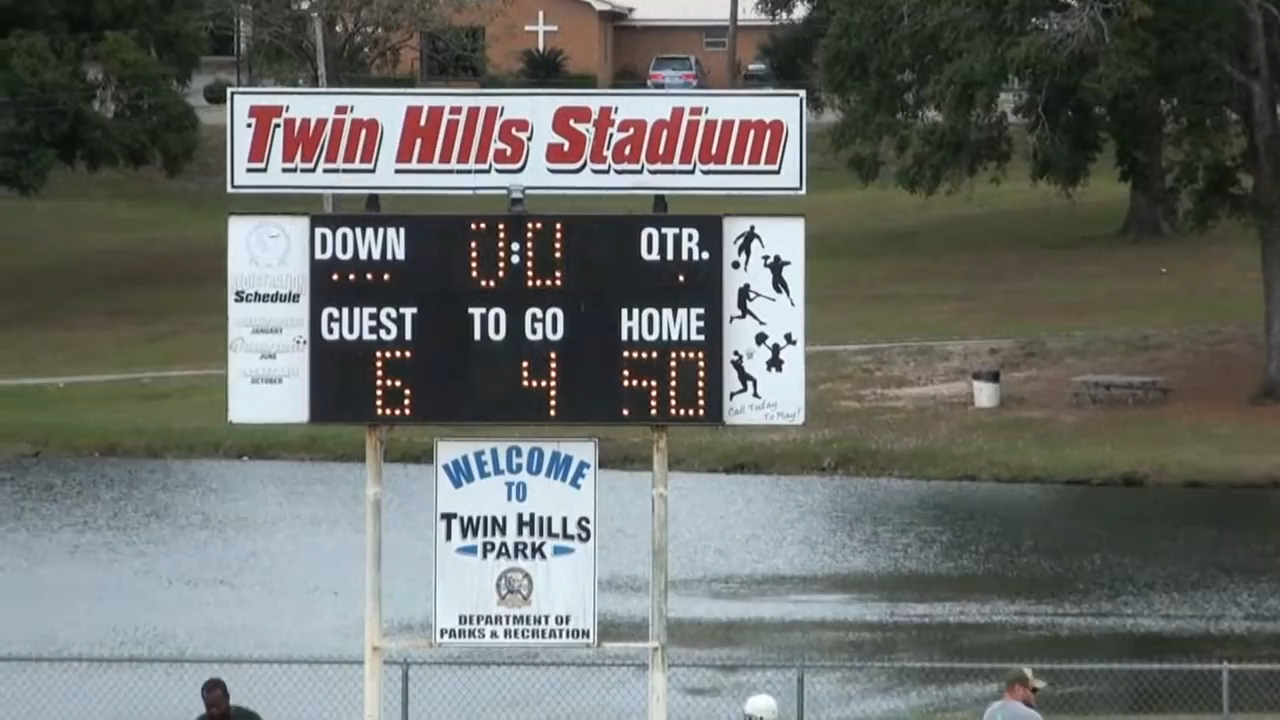 Twin Hills Stadium
DOWN 0:0 QTR.
GUEST TO GO HOME
6 4 50
Schedule
JANUARY
JUNE
OCTOBER
Call Today
To Play!
WELCOME
TO
TWIN HILLS
PARK
DEPARTMENT OF
PARKS & RECREATION